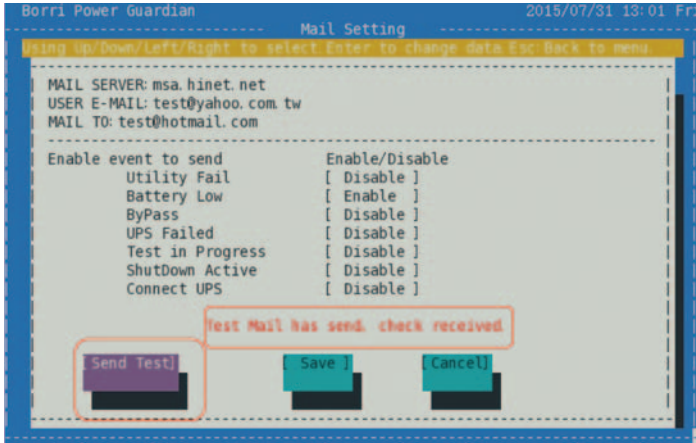 Borri Power Guardian 2015/07/31 13:01 Fri
Mail Setting
Using Up/Down/Left/Right to select Enter to change data Esc:Back to menu.
MAIL SERVER: msa.hinet.net
USER E-MAIL: test@yahoo.com.tw
MAIL TO: test@hotmail.com
Enable event to send Enable/Disable
Utility Fail [ Disable ]
Battery Low [ Enable ]
ByPass [ Disable ]
UPS Failed [ Disable ]
Test in Progress [ Disable ]
ShutDown Active [ Disable ]
Connect UPS [ Disable ]
Test Mail has send. check received
[Send Test] [ Save ] [Cancel]